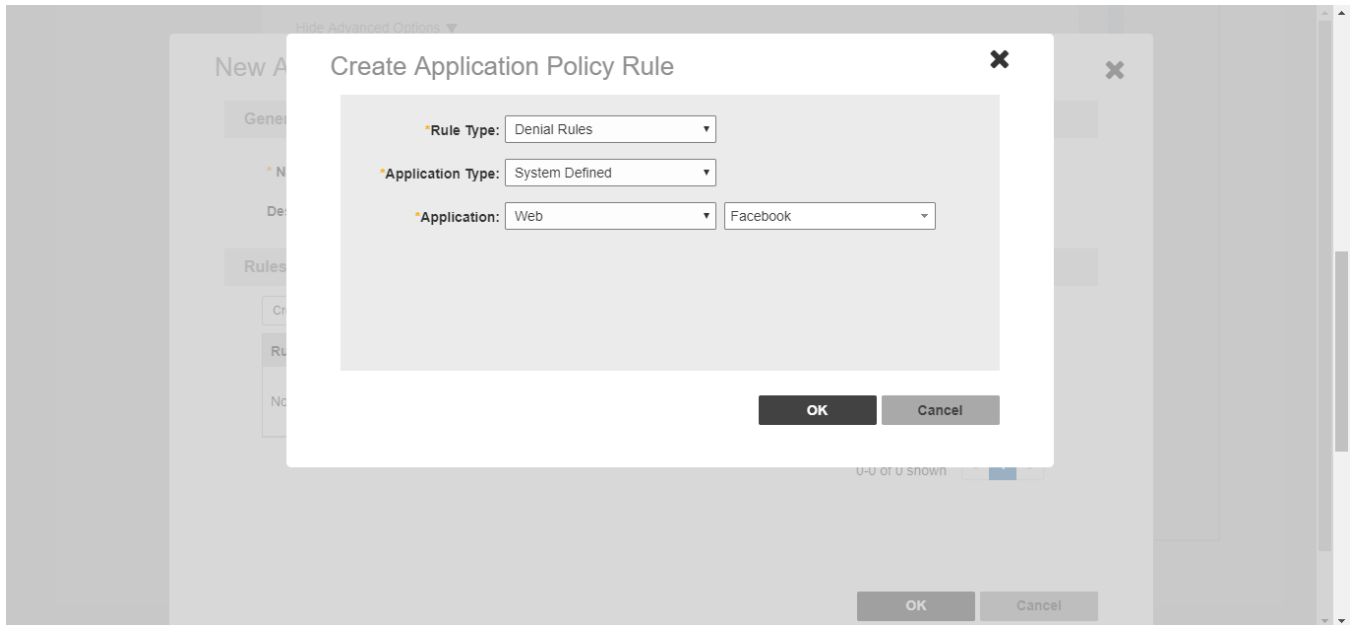 Hide Advanced Options ▼
New A
Create Application Policy Rule
Gener
*Rule Type: Denial Rules
* N
*Application Type: System Defined
Des
*Application: Web Facebook
Rules
Cr
Ru
No
OK Cancel
0-0 of 0 shown
OK Cancel